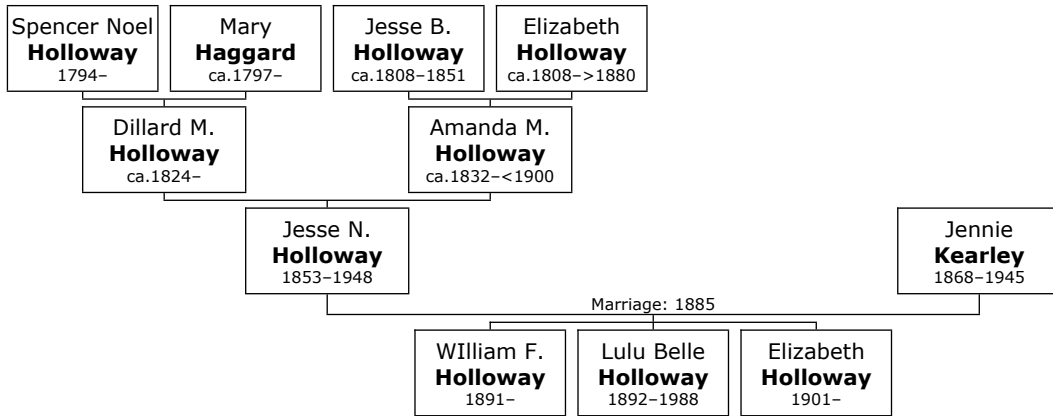 Spencer Noel
Holloway
1794–
Mary
Haggard
ca.1797–
Jesse B.
Holloway
ca.1808–1851
Elizabeth
Holloway
ca.1808–>1880
Dillard M.
Holloway
ca.1824–
Amanda M.
Holloway
ca.1832–<1900
Jesse N.
Holloway
1853–1948
Jennie
Kearley
1868–1945
Marriage: 1885
WIlliam F.
Holloway
1891–
Lulu Belle
Holloway
1892–1988
Elizabeth
Holloway
1901–